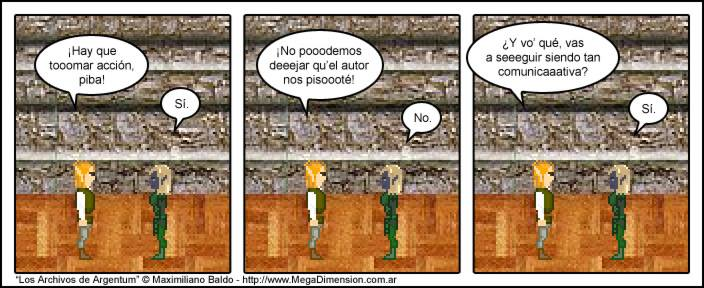 ¡Hay que
tooomar acción,
piba!
Sí.
¡No pooodemos
deeejar qu'el autor
nos pisoooté!
No.
¿Y vo' qué, vas
a seeeguir siendo tan
comunicaaativa?
Sí.
"Los Archivos de Argentum" © Maximiliano Baldo - http://www.MegaDimension.com.ar